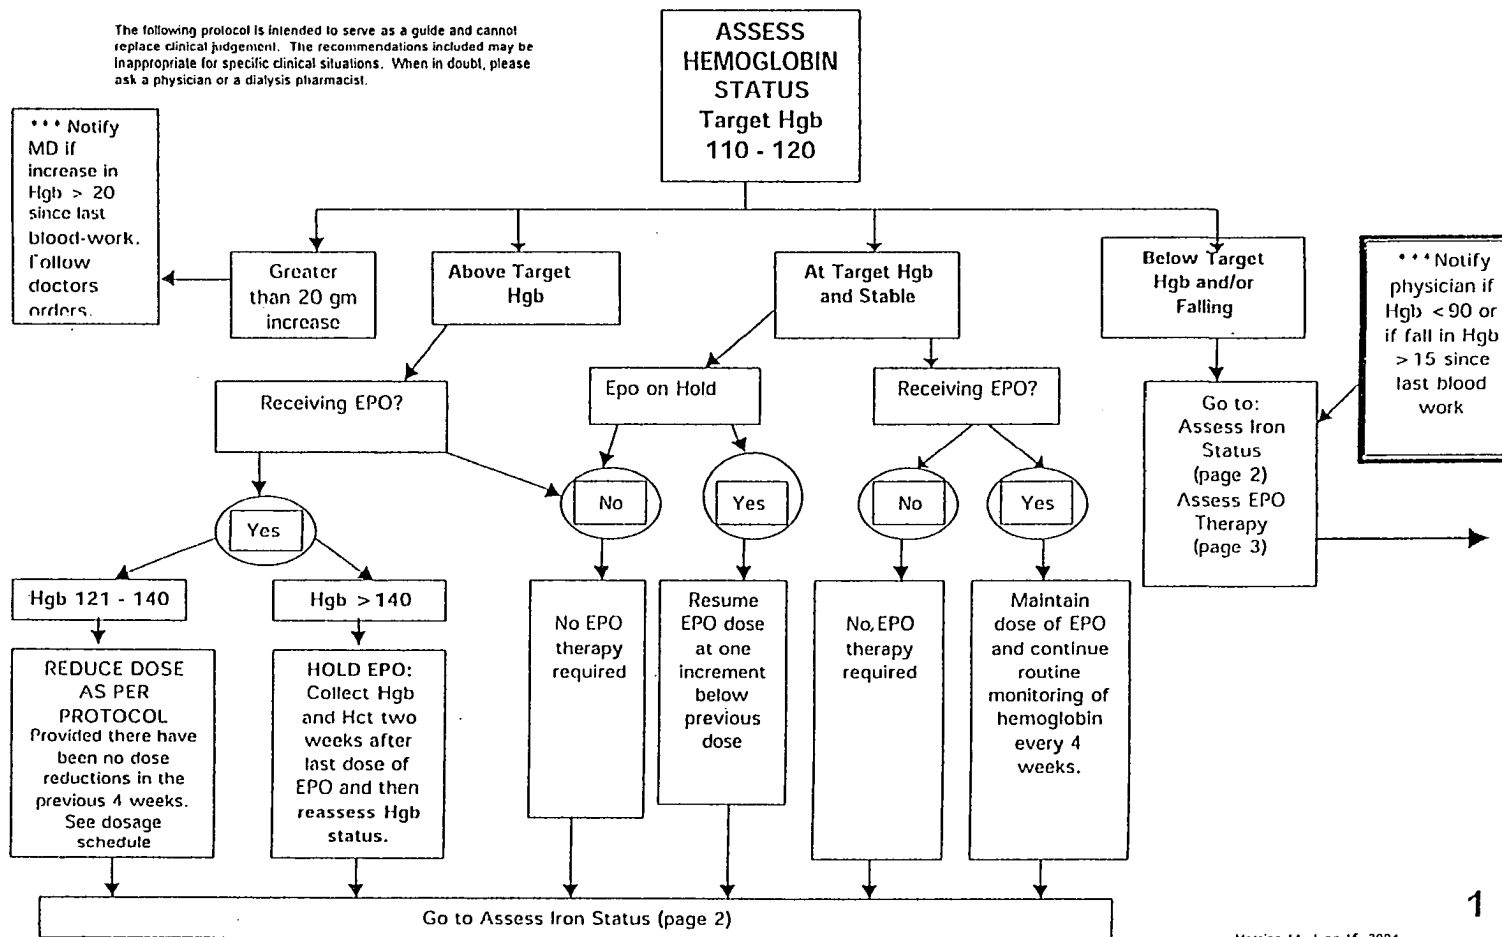 The following protocol is intended to serve as a guide and cannot
replace clinical judgement. The recommendations included may be
inappropriate for specific clinical situations. When in doubt, please
ask a physician or a dialysis pharmacist.
ASSESS
HEMOGLOBIN
STATUS
Target Hgb
110 - 120
*** Notify
MD if
increase in
Hgb > 20
since last
blood-work.
Follow
doctors
orders.
Greater
than 20 gm
increase
Above Target
Hgb
At Target Hgb
and Stable
Below Target
Hgb and/or
Falling
***Notify
physician if
Hgb <90 or
if fall in Hgb
>15 since
last blood
work
Receiving EPO?
Epo on Hold
Receiving EPO?
Go to:
Assess Iron
Status
(page 2)
Assess EPO
Therapy
(page 3)
Yes
No
Yes
No
Yes
Hgb 121 - 140
Hgb >140
REDUCE DOSE
AS PER
PROTOCOL
Provided there have
been no dose
reductions in the
previous 4 weeks.
See dosage
schedule
HOLD EPO:
Collect Hgb
and Hct two
weeks after
last dose of
EPO and then
reassess Hgb
status.
No EPO
therapy
required
Resume
EPO dose
at one
increment
below
previous
dose
No, EPO
therapy
required
Maintain
dose of EPO
and continue
routine
monitoring of
hemoglobin
every 4
weeks.
Go to Assess Iron Status (page 2)
1